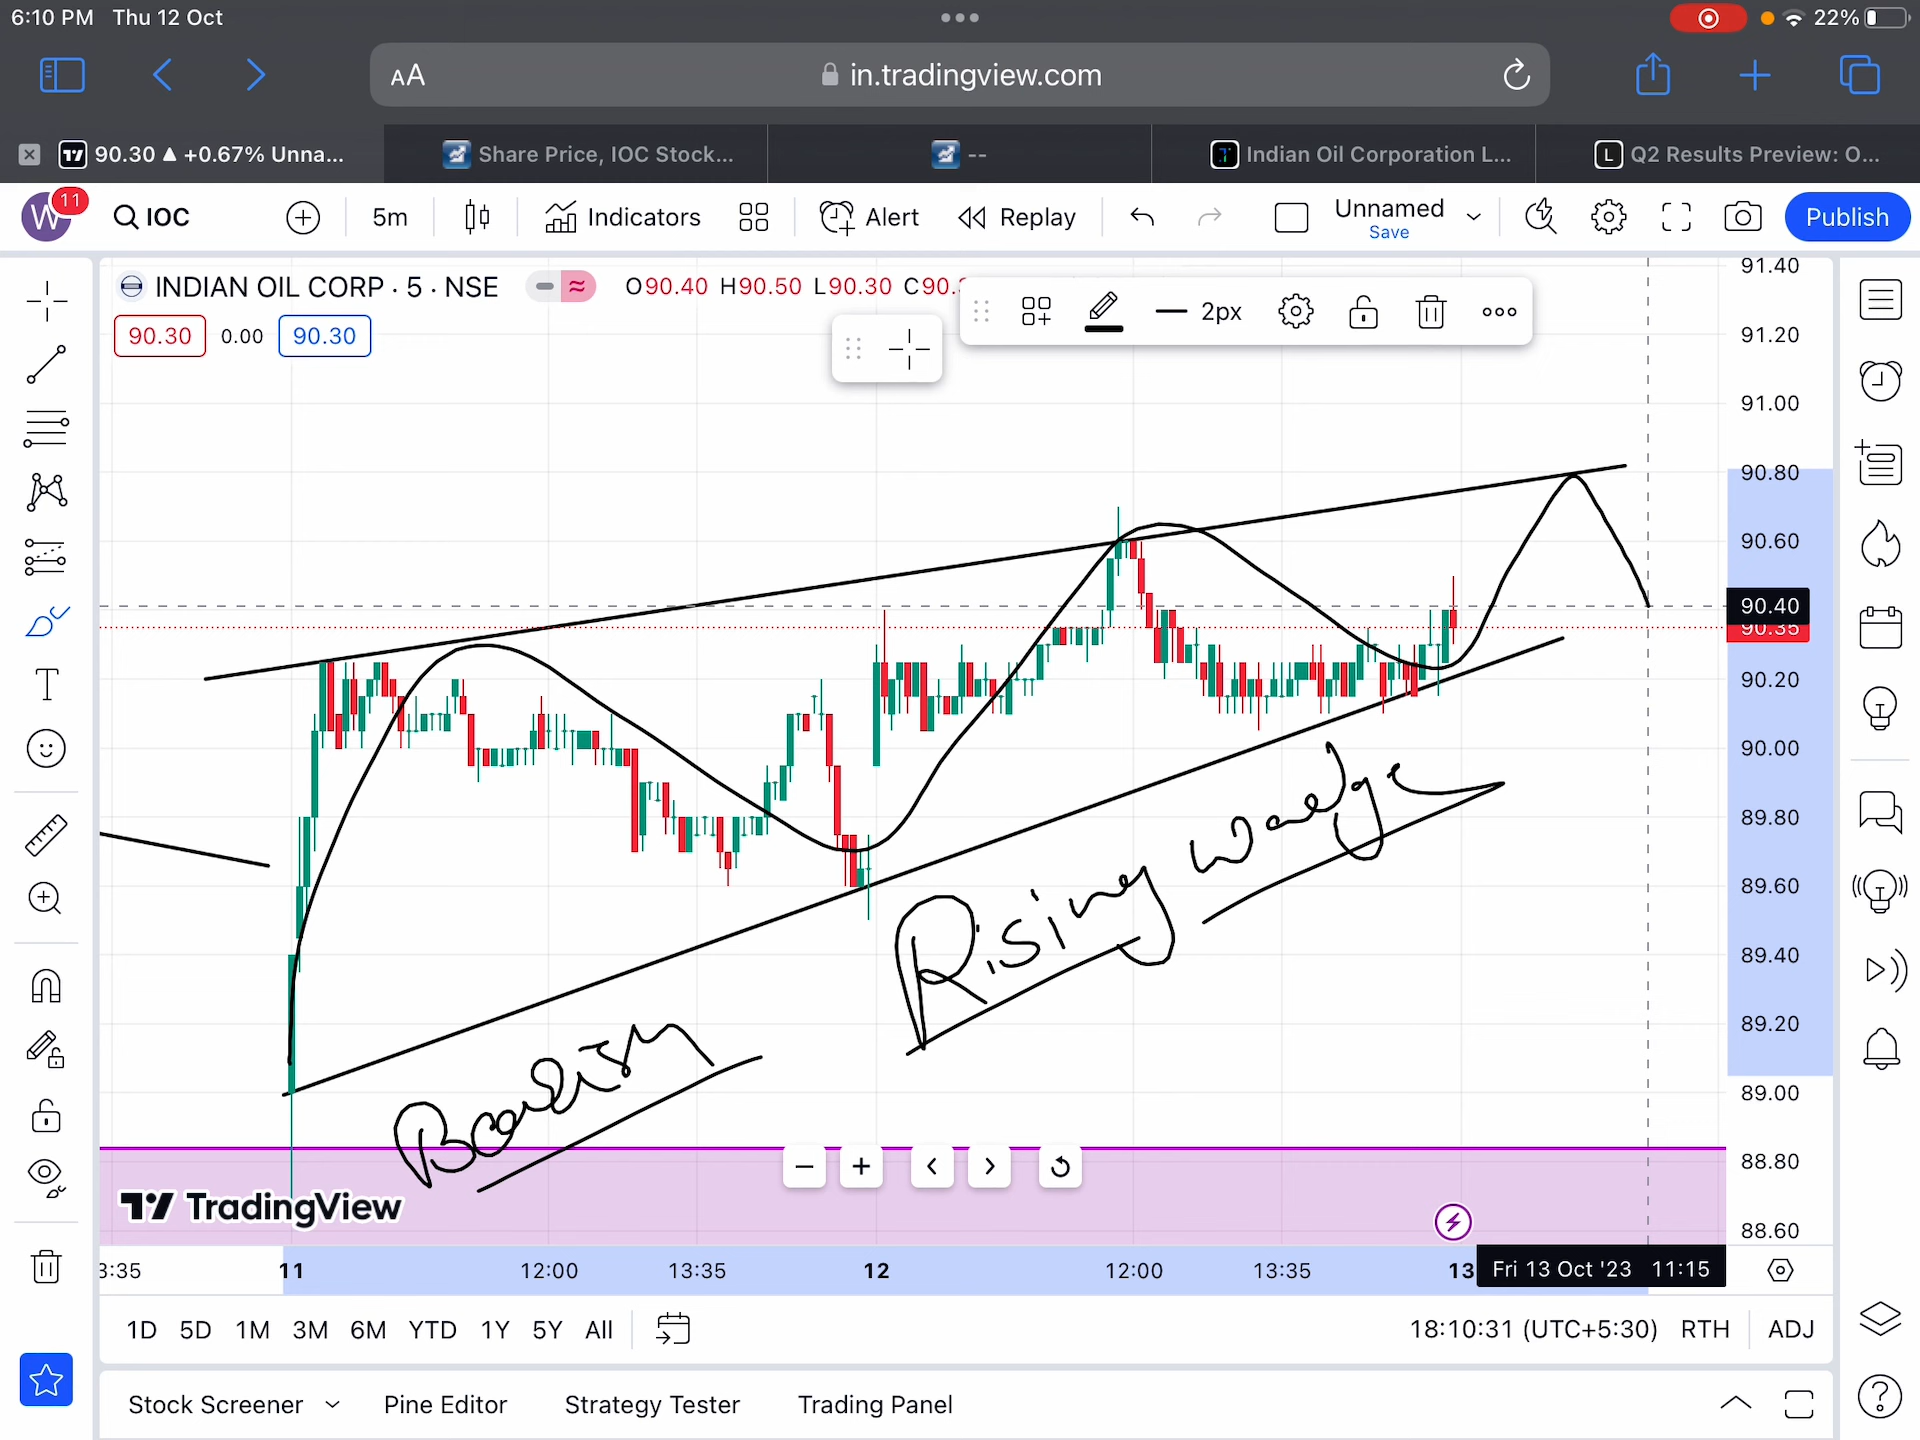 6:10 PM Thu 12 Oct 22%
AA in.tradingview.com
90.30 ▲ +0.67% Unna... Share Price, IOC Stock... -- Indian Oil Corporation L... Q2 Results Preview: O...
W 11 IOC 5m Indicators Alert Replay Unnamed Save Publish
INDIAN OIL CORP · 5 · NSE O90.40 H90.50 L90.30 C90.
2px
90.30 0.00 90.30
91.40
91.20
91.00
90.80
90.60
90.40
90.35
90.20
90.00
89.80
89.60
89.40
89.20
89.00
88.80
88.60
Rising wedge
Bearish
TradingView
3:35 11 12:00 13:35 12 12:00 13:35 13 Fri 13 Oct '23 11:15
1D 5D 1M 3M 6M YTD 1Y 5Y All 18:10:31 (UTC+5:30) RTH ADJ
Stock Screener Pine Editor Strategy Tester Trading Panel